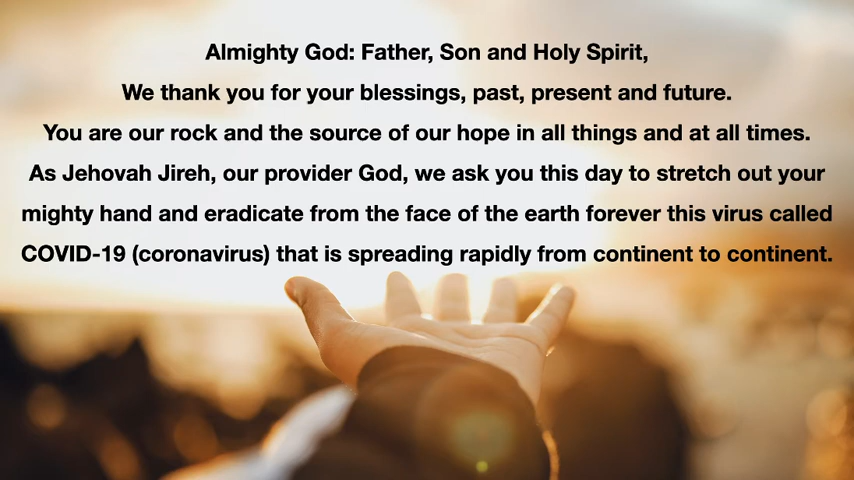 Almighty God: Father, Son and Holy Spirit,
We thank you for your blessings, past, present and future.
You are our rock and the source of our hope in all things and at all times.
As Jehovah Jireh, our provider God, we ask you this day to stretch out your
mighty hand and eradicate from the face of the earth forever this virus called
COVID-19 (coronavirus) that is spreading rapidly from continent to continent.